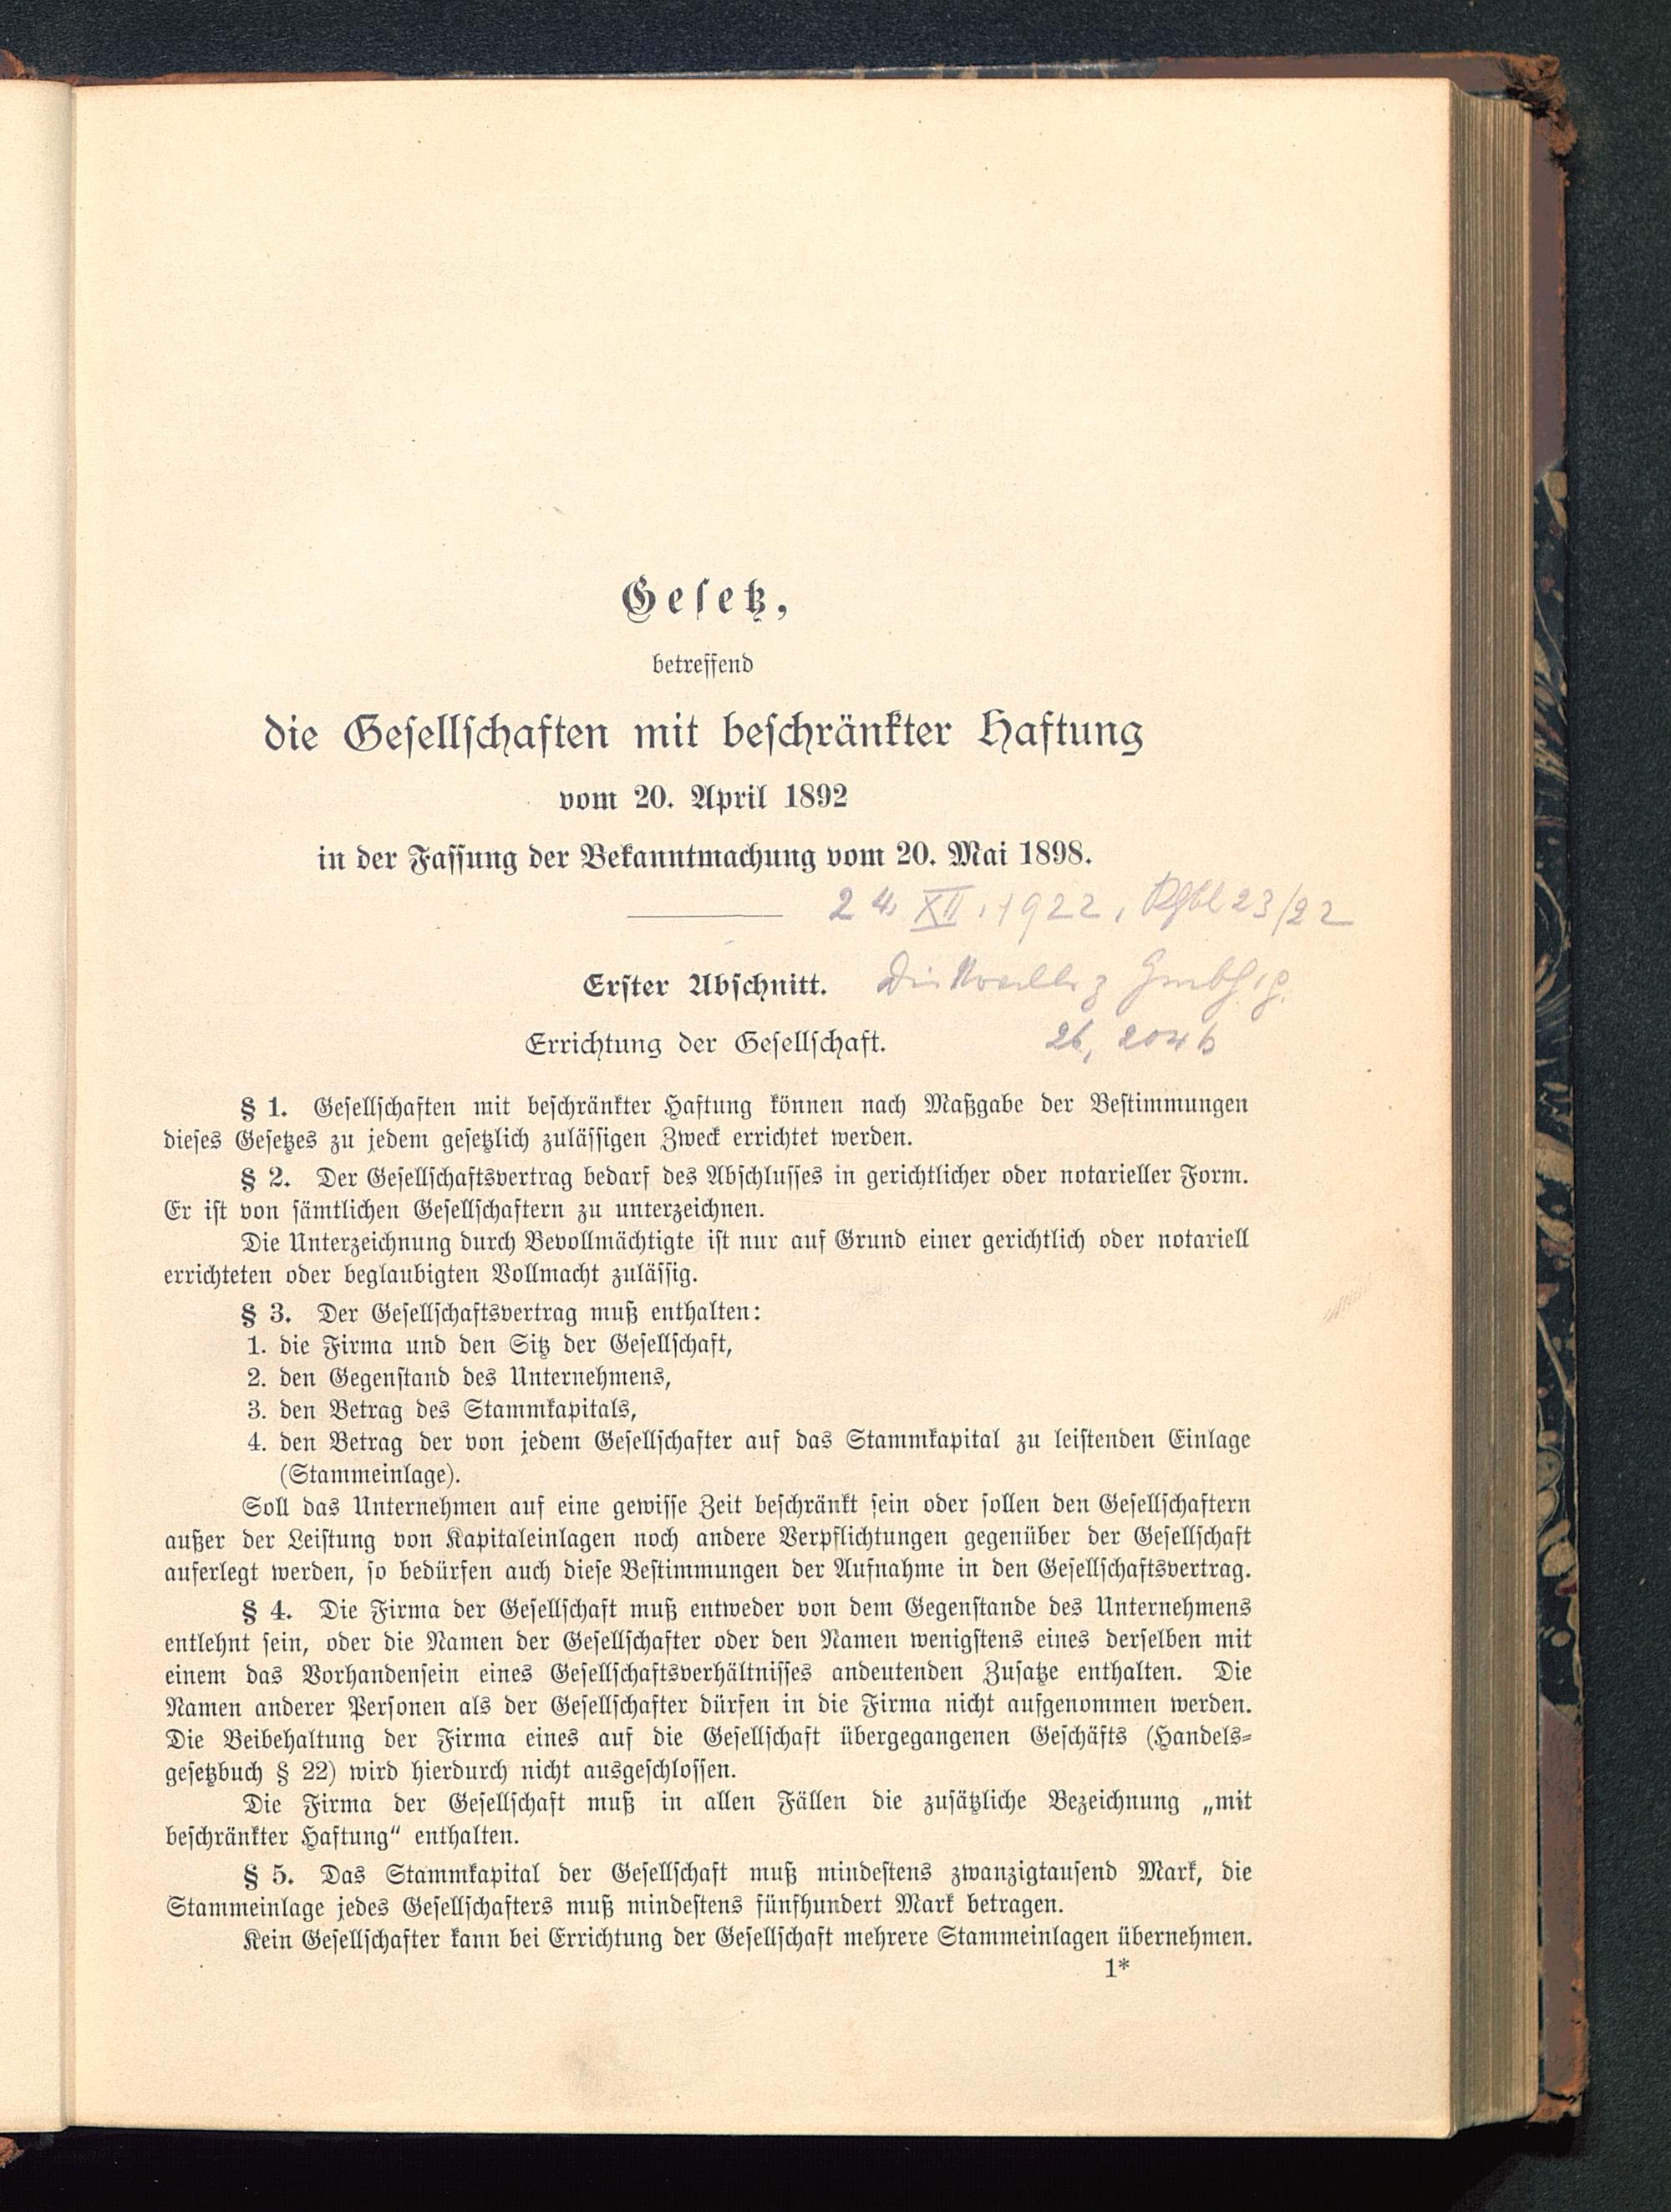 Gesetz,
betreffend
die Gesellschaften mit beschränkter Haftung
vom 20. April 1892
in der Fassung der Bekanntmachung vom 20. Mai 1898.
24. XII. 1922, RGbl 23/22
Erster Abschnitt.
GmbH
Errichtung der Gesellschaft.
26, 204
§ 1. Gesellschaften mit beschränkter Haftung können nach Maßgabe der Bestimmungen
dieses Gesetzes zu jedem gesetzlich zulässigen Zweck errichtet werden.
§ 2. Der Gesellschaftsvertrag bedarf des Abschlusses in gerichtlicher oder notarieller Form.
Er ist von sämtlichen Gesellschaftern zu unterzeichnen.
Die Unterzeichnung durch Bevollmächtigte ist nur auf Grund einer gerichtlich oder notariell
errichteten oder beglaubigten Vollmacht zulässig.
§ 3. Der Gesellschaftsvertrag muß enthalten:
1. die Firma und den Sitz der Gesellschaft,
2. den Gegenstand des Unternehmens,
3. den Betrag des Stammkapitals,
4. den Betrag der von jedem Gesellschafter auf das Stammkapital zu leistenden Einlage
(Stammeinlage).
Soll das Unternehmen auf eine gewisse Zeit beschränkt sein oder sollen den Gesellschaftern
außer der Leistung von Kapitaleinlagen noch andere Verpflichtungen gegenüber der Gesellschaft
auferlegt werden, so bedürfen auch diese Bestimmungen der Aufnahme in den Gesellschaftsvertrag.
§ 4. Die Firma der Gesellschaft muß entweder von dem Gegenstande des Unternehmens
entlehnt sein, oder die Namen der Gesellschafter oder den Namen wenigstens eines derselben mit
einem das Vorhandensein eines Gesellschaftsverhältnisses andeutenden Zusatze enthalten. Die
Namen anderer Personen als der Gesellschafter dürfen in die Firma nicht aufgenommen werden.
Die Beibehaltung der Firma eines auf die Gesellschaft übergegangenen Geschäfts (Handels-
gesetzbuch § 22) wird hierdurch nicht ausgeschlossen.
Die Firma der Gesellschaft muß in allen Fällen die zusätzliche Bezeichnung „mit
beschränkter Haftung“ enthalten.
§ 5. Das Stammkapital der Gesellschaft muß mindestens zwanzigtausend Mark, die
Stammeinlage jedes Gesellschafters muß mindestens fünfhundert Mark betragen.
Kein Gesellschafter kann bei Errichtung der Gesellschaft mehrere Stammeinlagen übernehmen.
1*